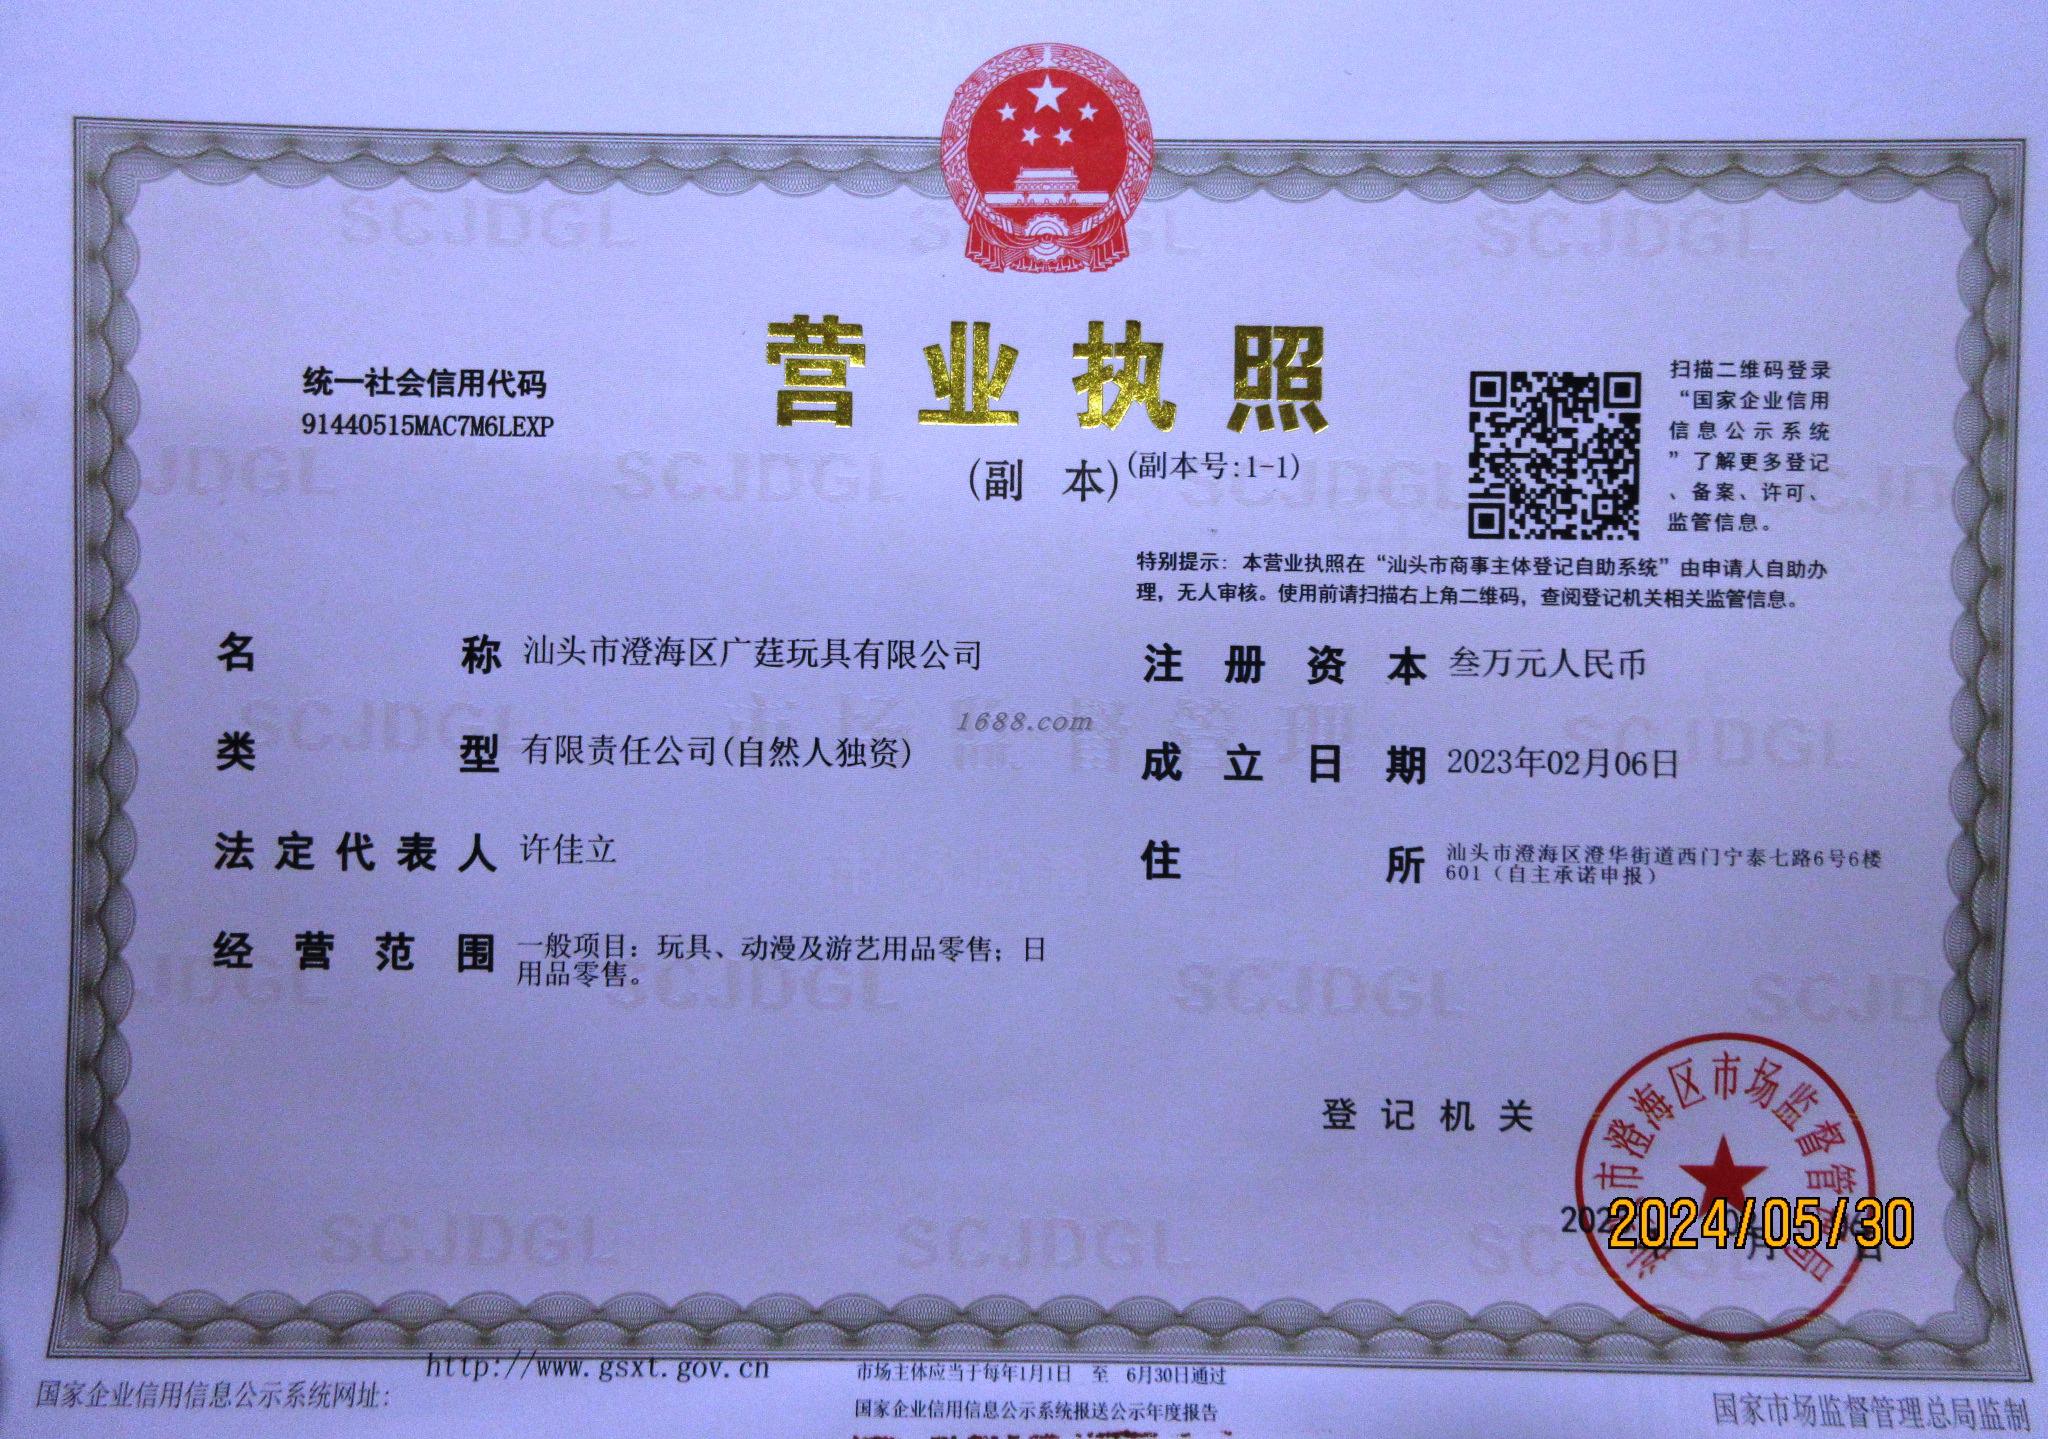 统一社会信用代码
91440515MAC7M6LEXP
营业执照
(副 本)(副本号:1-1)
扫描二维码登录
“国家企业信用
信息公示系统
”了解更多登记
、备案、许可、
监管信息。
特别提示：本营业执照在“汕头市商事主体登记自助系统”由申请人自助办
理，无人审核。使用前请扫描右上角二维码，查阅登记机关相关监管信息。
名 称 汕头市澄海区广莛玩具有限公司
注册资本 叁万元人民币
1688.com
类 型 有限责任公司(自然人独资)
成立日期 2023年02月06日
法定代表人 许佳立
住 所 汕头市澄海区澄华街道西门宁泰七路6号6楼
601（自主承诺申报）
经营范围 一般项目：玩具、动漫及游艺用品零售；日
用品零售。
登记机关
汕头市澄海区市场监督管理局
2024/05/30
月 日
http://www.gsxt.gov.cn
国家企业信用信息公示系统网址:
市场主体应当于每年1月1日 至 6月30日通过
国家企业信用信息公示系统报送公示年度报告
国家市场监督管理总局监制
SCJDGL
市场监督管理